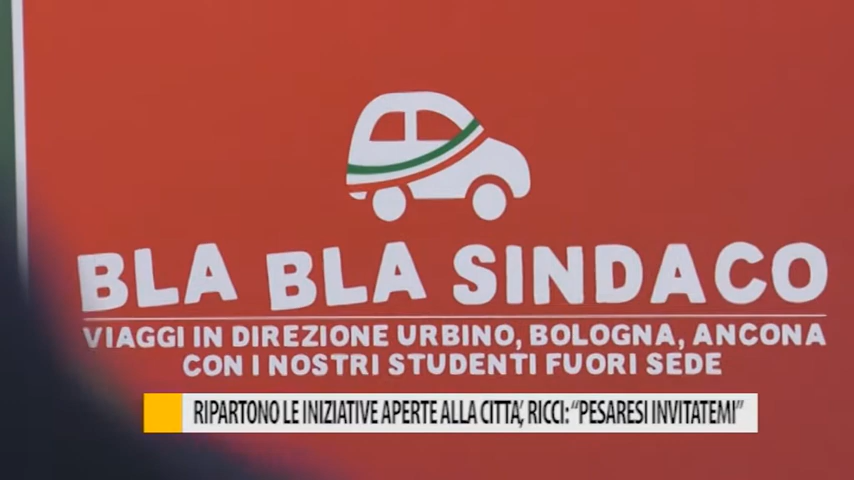 BLA BLA SINDACO
VIAGGI IN DIREZIONE URBINO, BOLOGNA, ANCONA
CON I NOSTRI STUDENTI FUORI SEDE
RIPARTONO LE INIZIATIVE APERTE ALLA CITTA', RICCI: "PESARESI INVITATEMI"